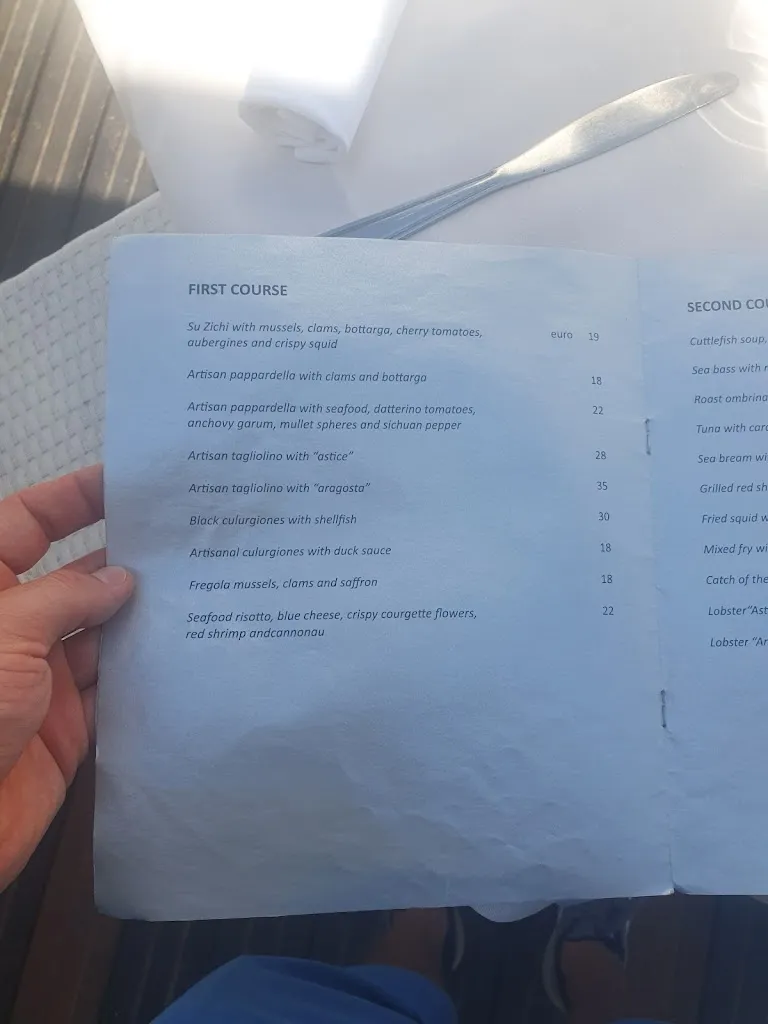 FIRST COURSE
Su Zichi with mussels, clams, bottarga, cherry tomatoes, euro 19
aubergines and crispy squid
Artisan pappardella with clams and bottarga 18
Artisan pappardella with seafood, datterino tomatoes, 22
anchovy garum, mullet spheres and sichuan pepper
Artisan tagliolino with "astice" 28
Artisan tagliolino with "aragosta" 35
Black culurgiones with shellfish 30
Artisanal culurgiones with duck sauce 18
Fregola mussels, clams and saffron 18
Seafood risotto, blue cheese, crispy courgette flowers, 22
red shrimp andcannonau
SECOND
Cuttlefish soup,
Sea bass with
Roast ombrina
Tuna with
Sea bream
Grilled red
Fried squid
Mixed fry
Catch of the
Lobster "Ast
Lobster "Ar